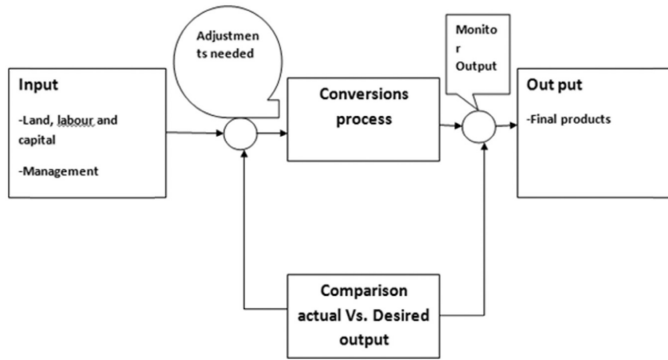 Input
-Land, labour and
capital
-Management
Adjustmen
ts needed
Conversions
process
Monito
r
Output
Out put
-Final products
Comparison
actual Vs. Desired
output